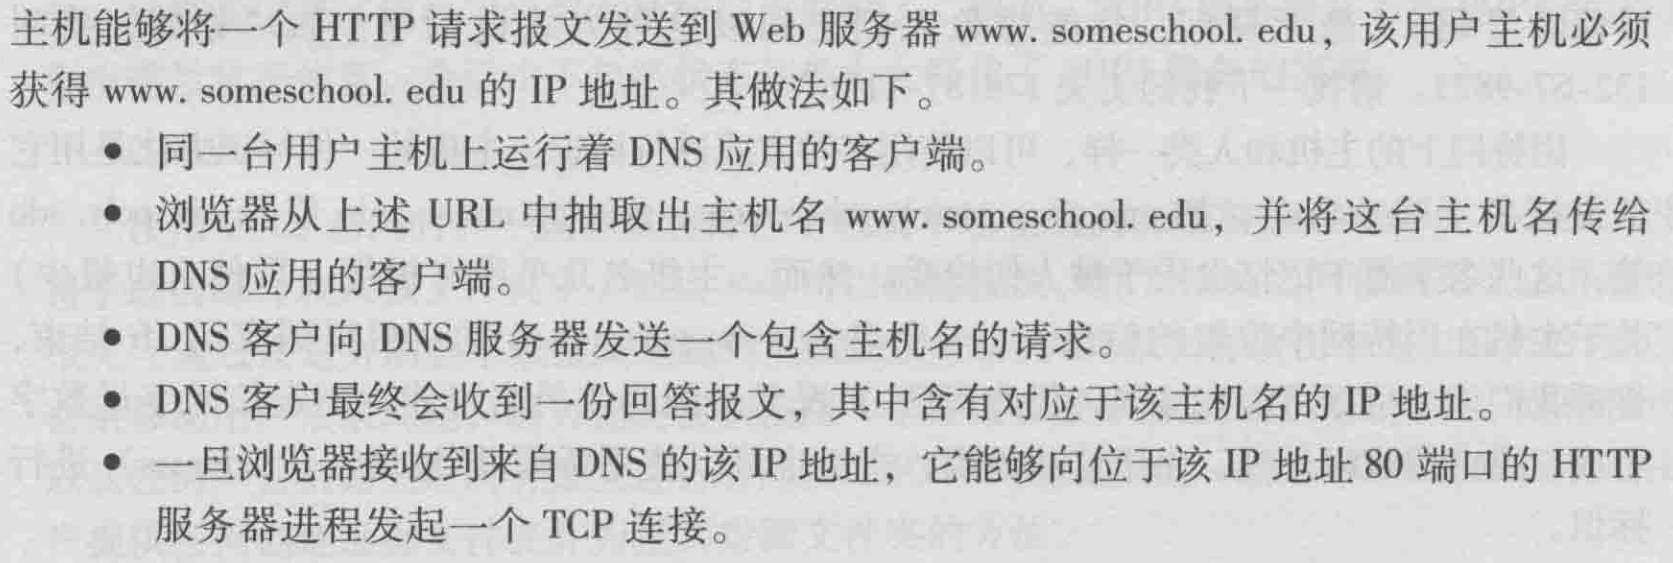 主机能够将一个 HTTP 请求报文发送到 Web 服务器 www. someschool. edu，该用户主机必须
获得 www. someschool. edu 的 IP 地址。其做法如下。
● 同一台用户主机上运行着 DNS 应用的客户端。
● 浏览器从上述 URL 中抽取出主机名 www. someschool. edu，并将这台主机名传给
DNS 应用的客户端。
● DNS 客户向 DNS 服务器发送一个包含主机名的请求。
● DNS 客户最终会收到一份回答报文，其中含有对应于该主机名的 IP 地址。
● 一旦浏览器接收到来自 DNS 的该 IP 地址，它能够向位于该 IP 地址 80 端口的 HTTP
服务器进程发起一个 TCP 连接。